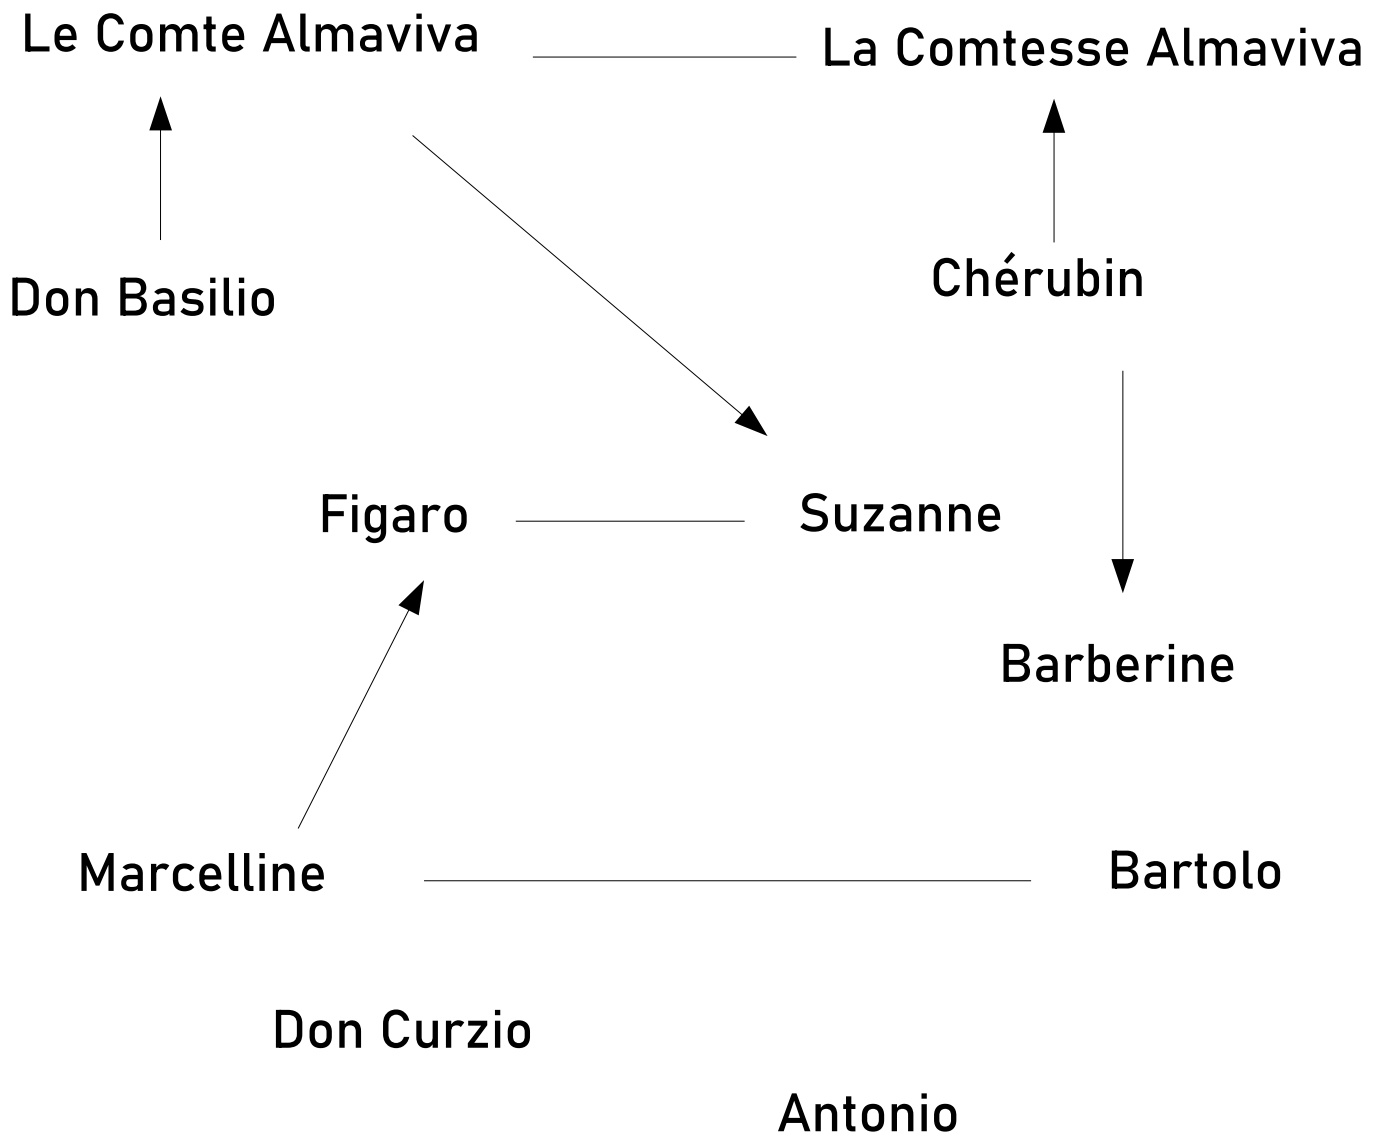 Le Comte Almaviva
La Comtesse Almaviva
Don Basilio
Chérubin
Figaro
Suzanne
Barberine
Marcelline
Bartolo
Don Curzio
Antonio